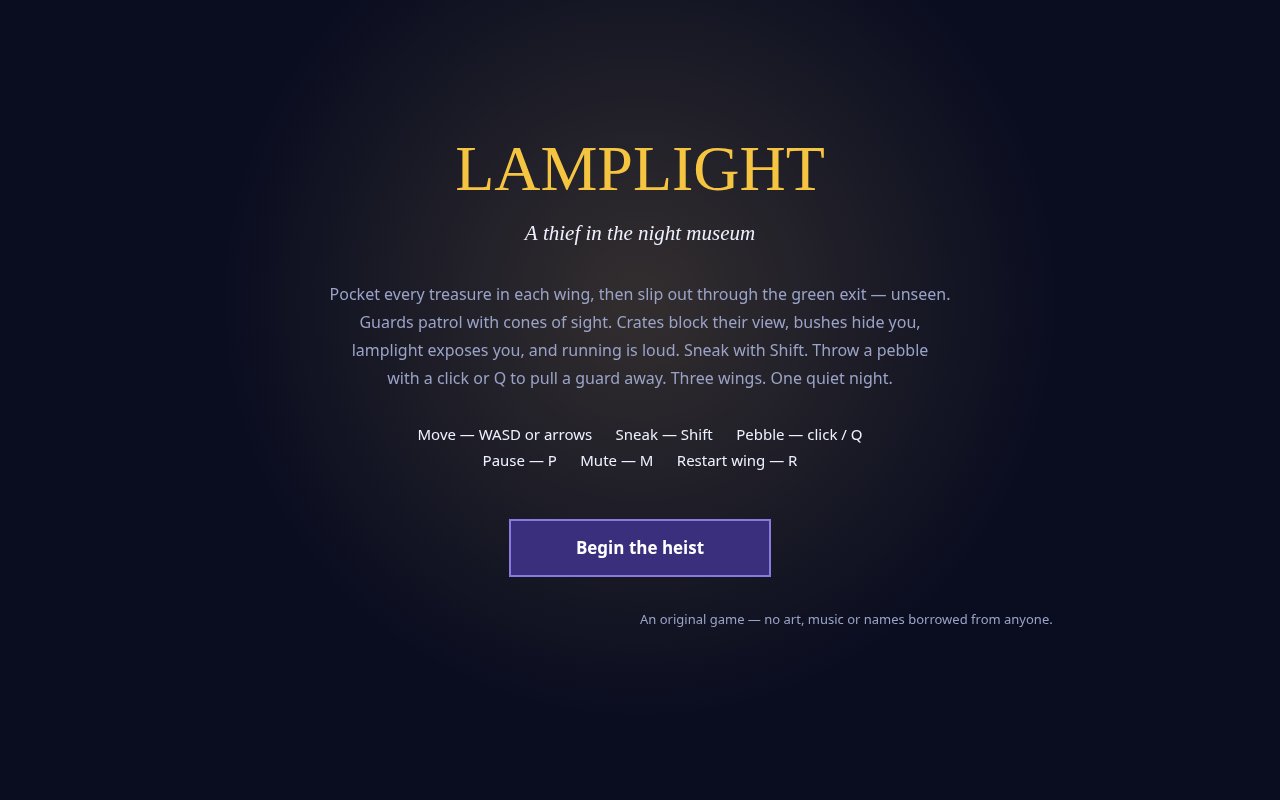 LAMPLIGHT
A thief in the night museum
Pocket every treasure in each wing, then slip out through the green exit — unseen.
Guards patrol with cones of sight. Crates block their view, bushes hide you,
lamplight exposes you, and running is loud. Sneak with Shift. Throw a pebble
with a click or Q to pull a guard away. Three wings. One quiet night.
Move — WASD or arrows Sneak — Shift Pebble — click / Q
Pause — P Mute — M Restart wing — R
Begin the heist
An original game — no art, music or names borrowed from anyone.